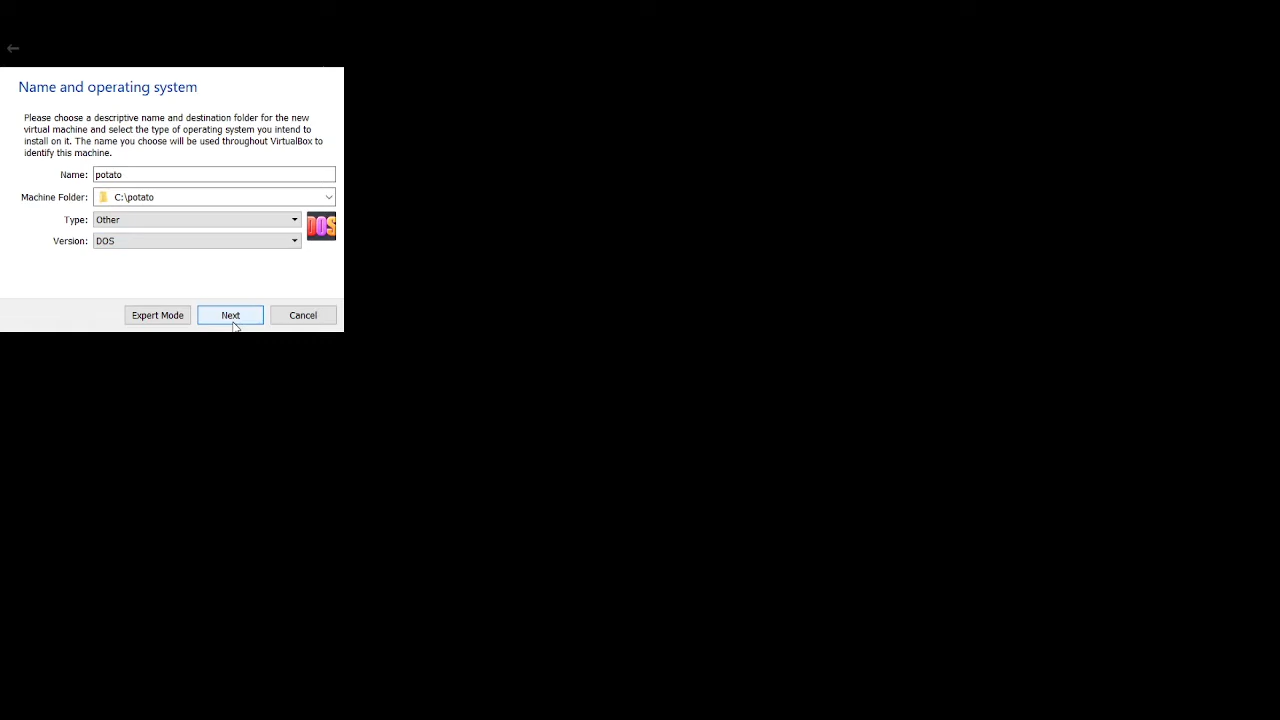 Name and operating system
Please choose a descriptive name and destination folder for the new
virtual machine and select the type of operating system you intend to
install on it. The name you choose will be used throughout VirtualBox to
identify this machine.
Name: potato
Machine Folder: C:\potato
Type: Other
DOS
Version: DOS
Expert Mode Next Cancel